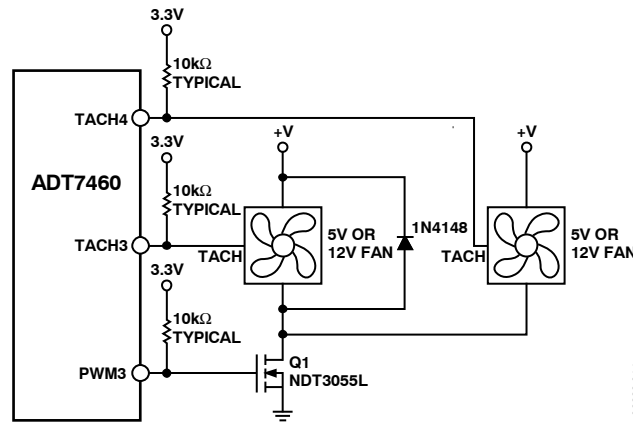 3.3V
10kΩ
TYPICAL
TACH4
+V
+V
3.3V
ADT7460
10kΩ
TYPICAL
5V OR
12V FAN
1N4148
5V OR
12V FAN
TACH3
TACH
TACH
3.3V
10kΩ
TYPICAL
Q1
NDT3055L
PWM3